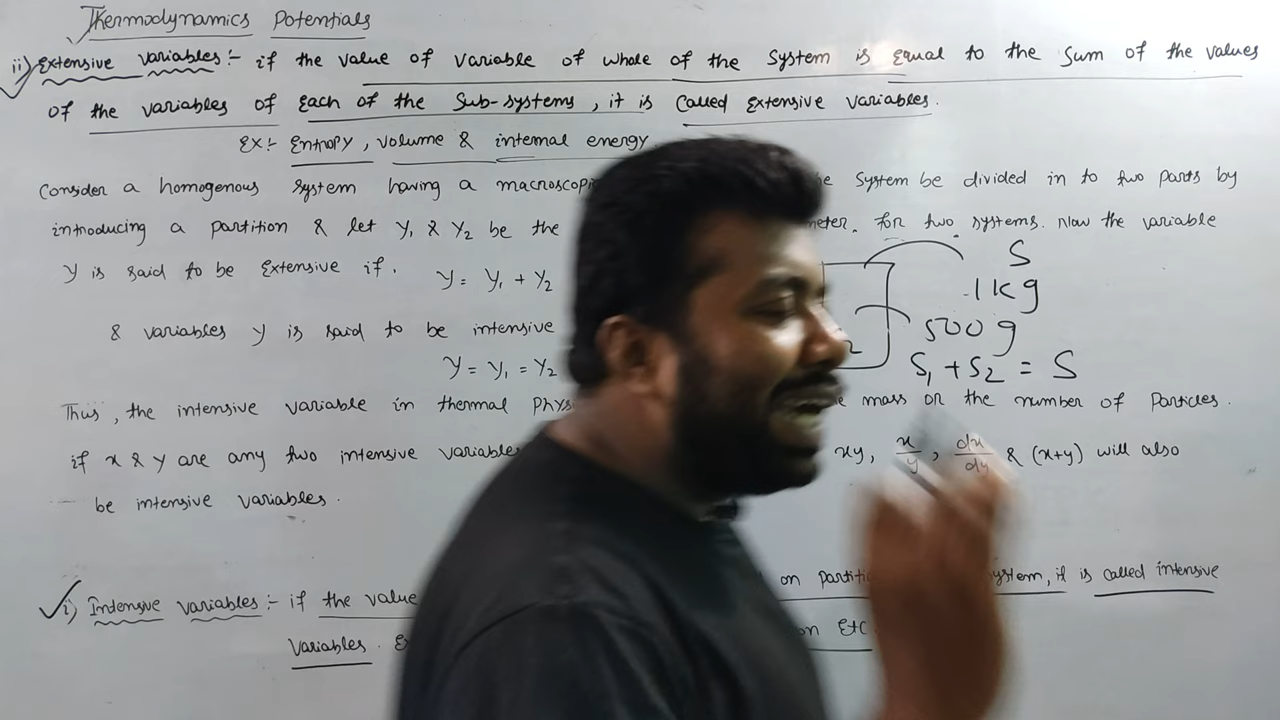 Thermodynamics Potentials
ii) Extensive variables :- if the value of variable of whole of the System is Equal to the Sum of the values
of the variables of Each of the Sub-systems, it is Called Extensive variables.
Ex:- Entropy, volume & internal energy
Consider a homogenous System having a macroscopi System be divided in to two parts by
introducing a partition & let Y₁ & Y₂ be the meter. for two systems. Now the variable
Y is said to be Extensive if. Y = Y₁ + Y₂
S
1 kg
500 g
S₁ + S₂ = S
& variables Y is said to be intensive
Y = Y₁ = Y₂
Thus, the intensive variable in thermal Phys mass or the number of Particles.
if x & y are any two intensive variable xy, x/y, dx/dy & (x+y) will also
be intensive variables.
i) Intensive variables :- if the value on partiti ystem, it is called intensive
Variables. on Etc